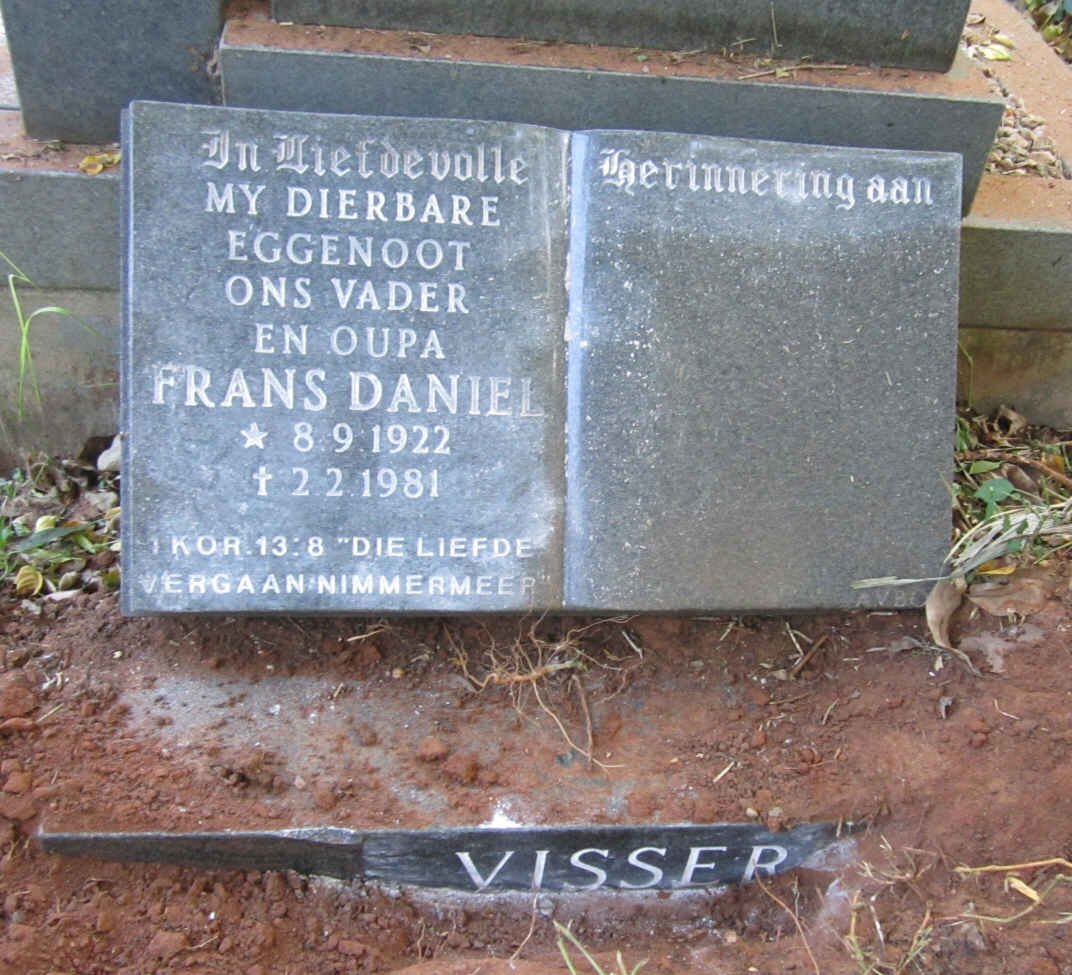 In Liefdevolle Herinnering aan
MY DIERBARE
EGGENOOT
ONS VADER
EN OUPA
FRANS DANIEL
★ 8.9.1922
✝ 2.2.1981
1 KOR.13:8 "DIE LIEFDE
VERGAAN NIMMERMEER"
VISSER